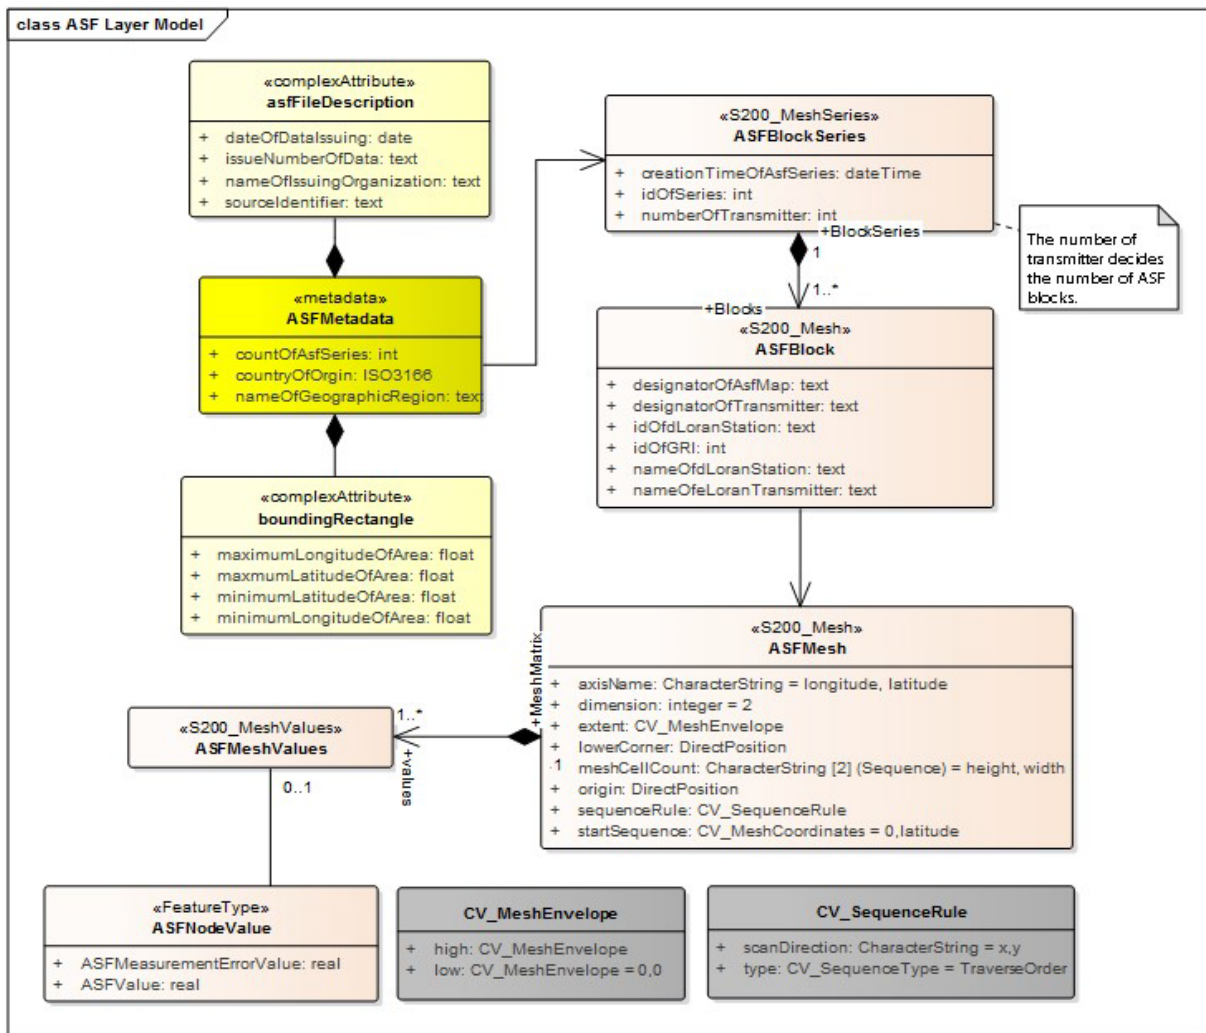 class ASF Layer Model
«complexAttribute»
asfFileDescription
+ dateOfDataIssuing: date
+ issueNumberOfData: text
+ nameOfIssuingOrganization: text
+ sourceIdentifier: text
«S200_MeshSeries»
ASFBlockSeries
+ creationTimeOfAsfSeries: dateTime
+ idOfSeries: int
+ numberOfTransmitter: int
+BlockSeries
1
The number of
transmitter decides
the number of ASF
blocks.
«metadata»
ASFMetadata
+ countOfAsfSeries: int
+ countryOfOrgin: ISO3166
+ nameOfGeographicRegion: text
1..*
+Blocks
«S200_Mesh»
ASFBlock
+ designatorOfAsfMap: text
+ designatorOfTransmitter: text
+ idOfdLoranStation: text
+ idOfGRI: int
+ nameOfdLoranStation: text
+ nameOfeLoranTransmitter: text
«complexAttribute»
boundingRectangle
+ maximumLongitudeOfArea: float
+ maxmumLatitudeOfArea: float
+ minimumLatitudeOfArea: float
+ minimumLongitudeOfArea: float
«S200_Mesh»
ASFMesh
+ axisName: CharacterString = longitude, latitude
+ dimension: integer = 2
+ extent: CV_MeshEnvelope
+ lowerCorner: DirectPosition
1 meshCellCount: CharacterString [2] (Sequence) = height, width
+ origin: DirectPosition
+ sequenceRule: CV_SequenceRule
+ startSequence: CV_MeshCoordinates = 0,latitude
+MeshMatrix
1..*
+values
«S200_MeshValues»
ASFMeshValues
0..1
«FeatureType»
ASFNodeValue
+ ASFMeasurementErrorValue: real
+ ASFValue: real
CV_MeshEnvelope
+ high: CV_MeshEnvelope
+ low: CV_MeshEnvelope = 0,0
CV_SequenceRule
+ scanDirection: CharacterString = x,y
+ type: CV_SequenceType = TraverseOrder